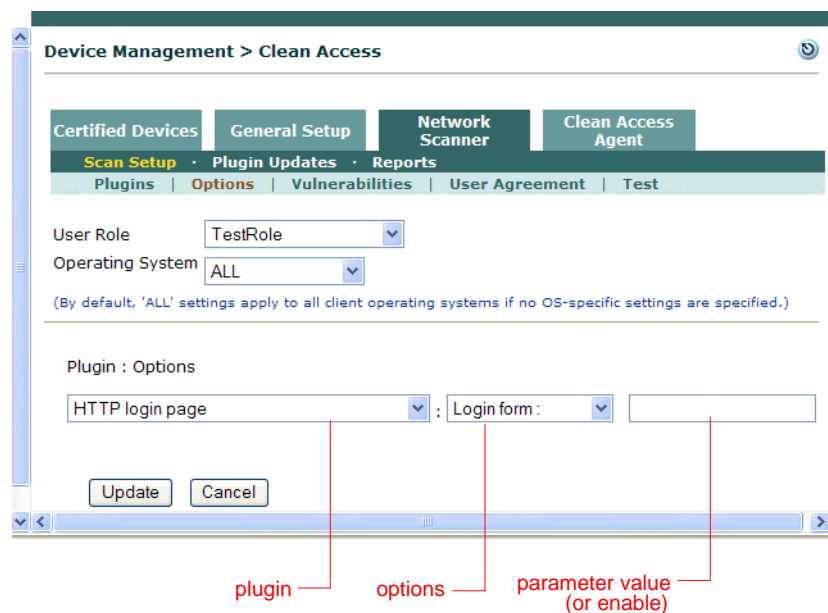 Device Management > Clean Access
Certified Devices
General Setup
Network Scanner
Clean Access Agent
Scan Setup · Plugin Updates · Reports
Plugins | Options | Vulnerabilities | User Agreement | Test
User Role TestRole
Operating System ALL
(By default, 'ALL' settings apply to all client operating systems if no OS-specific settings are specified.)
Plugin : Options
HTTP login page : Login form :
Update Cancel
plugin options parameter value
(or enable)